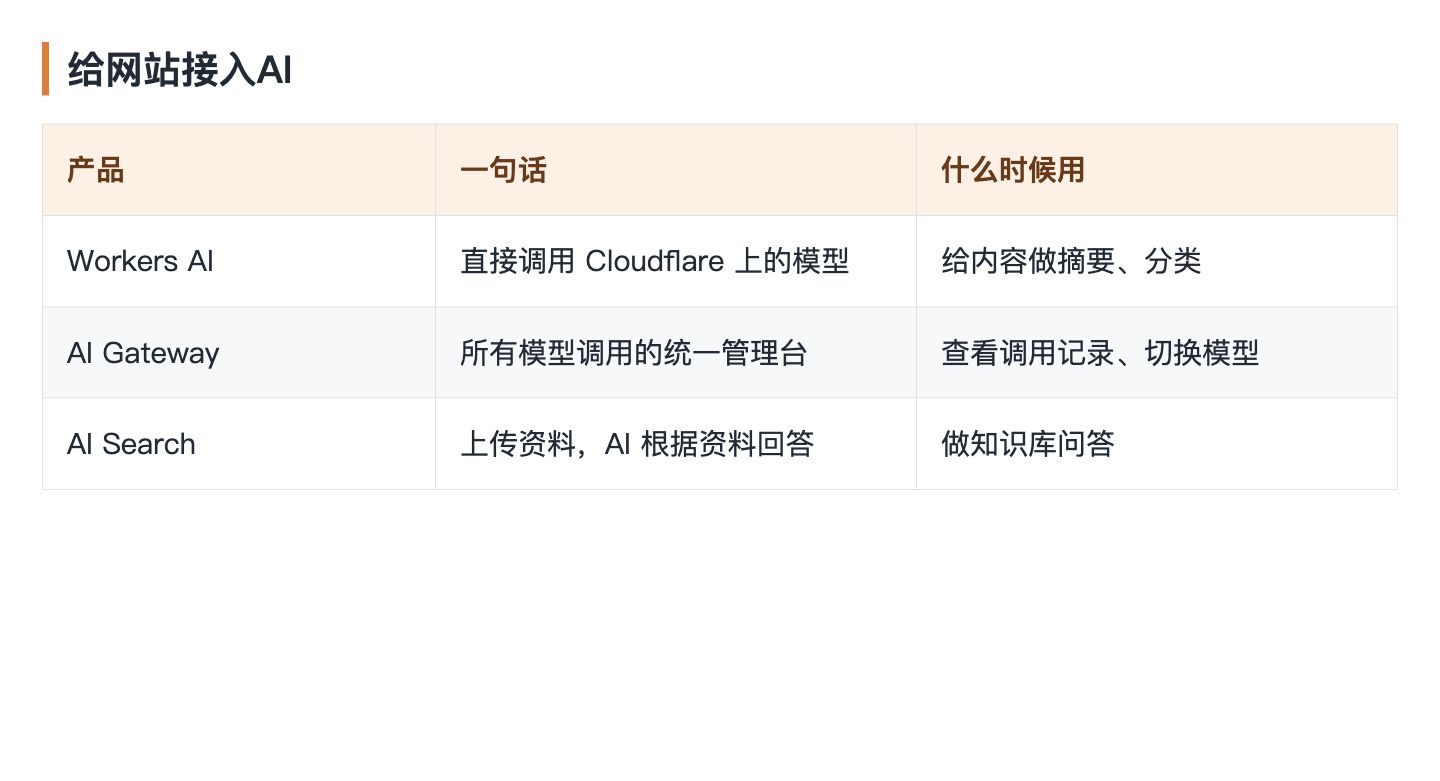 给网站接入AI
产品 一句话 什么时候用
Workers AI 直接调用 Cloudflare 上的模型 给内容做摘要、分类
AI Gateway 所有模型调用的统一管理台 查看调用记录、切换模型
AI Search 上传资料，AI 根据资料回答 做知识库问答